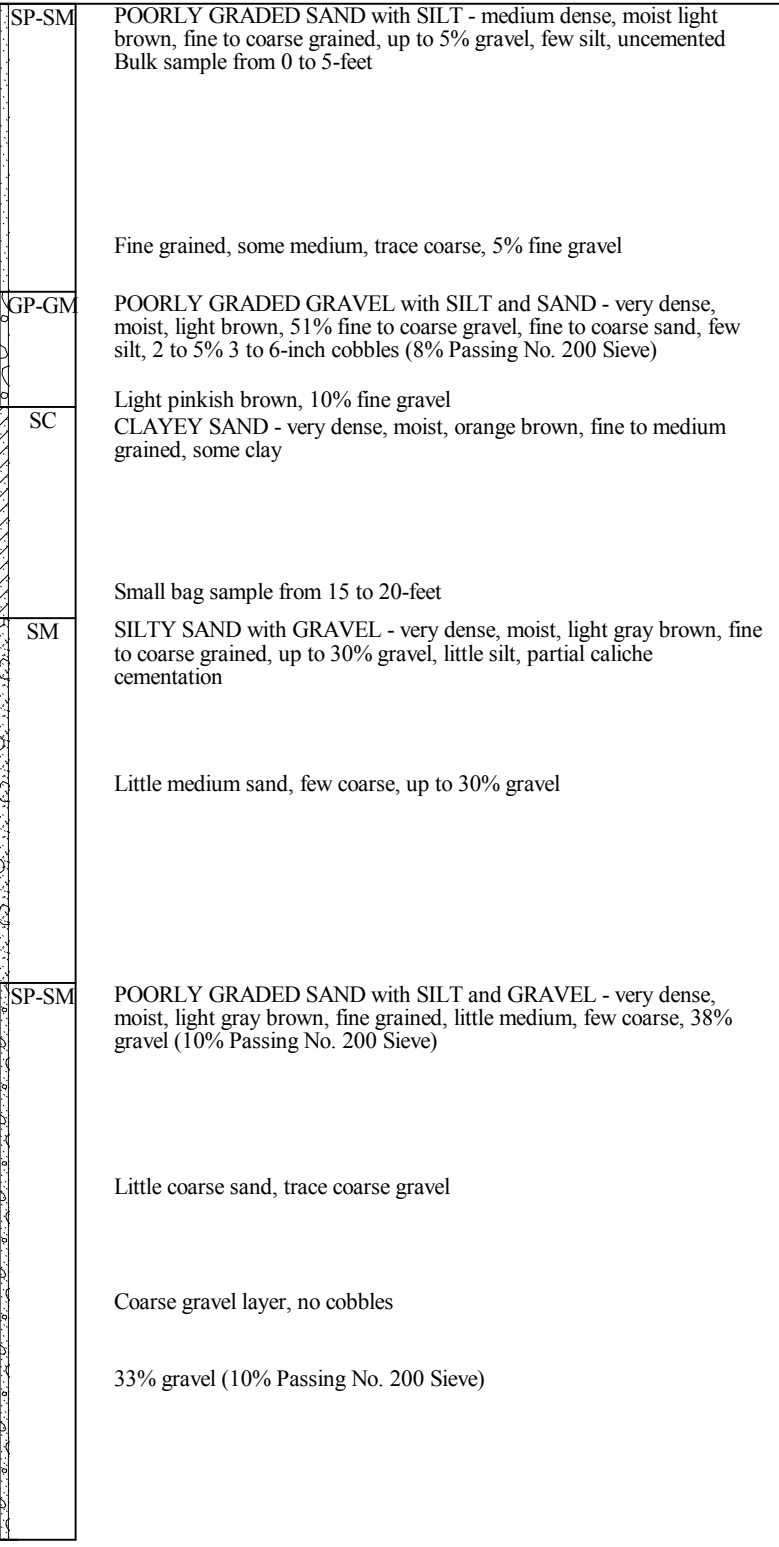 SP-SM
POORLY GRADED SAND with SILT - medium dense, moist light
brown, fine to coarse grained, up to 5% gravel, few silt, uncemented
Bulk sample from 0 to 5-feet
Fine grained, some medium, trace coarse, 5% fine gravel
GP-GM
POORLY GRADED GRAVEL with SILT and SAND - very dense,
moist, light brown, 51% fine to coarse gravel, fine to coarse sand, few
silt, 2 to 5% 3 to 6-inch cobbles (8% Passing No. 200 Sieve)
Light pinkish brown, 10% fine gravel
SC
CLAYEY SAND - very dense, moist, orange brown, fine to medium
grained, some clay
Small bag sample from 15 to 20-feet
SM
SILTY SAND with GRAVEL - very dense, moist, light gray brown, fine
to coarse grained, up to 30% gravel, little silt, partial caliche
cementation
Little medium sand, few coarse, up to 30% gravel
SP-SM
POORLY GRADED SAND with SILT and GRAVEL - very dense,
moist, light gray brown, fine grained, little medium, few coarse, 38%
gravel (10% Passing No. 200 Sieve)
Little coarse sand, trace coarse gravel
Coarse gravel layer, no cobbles
33% gravel (10% Passing No. 200 Sieve)